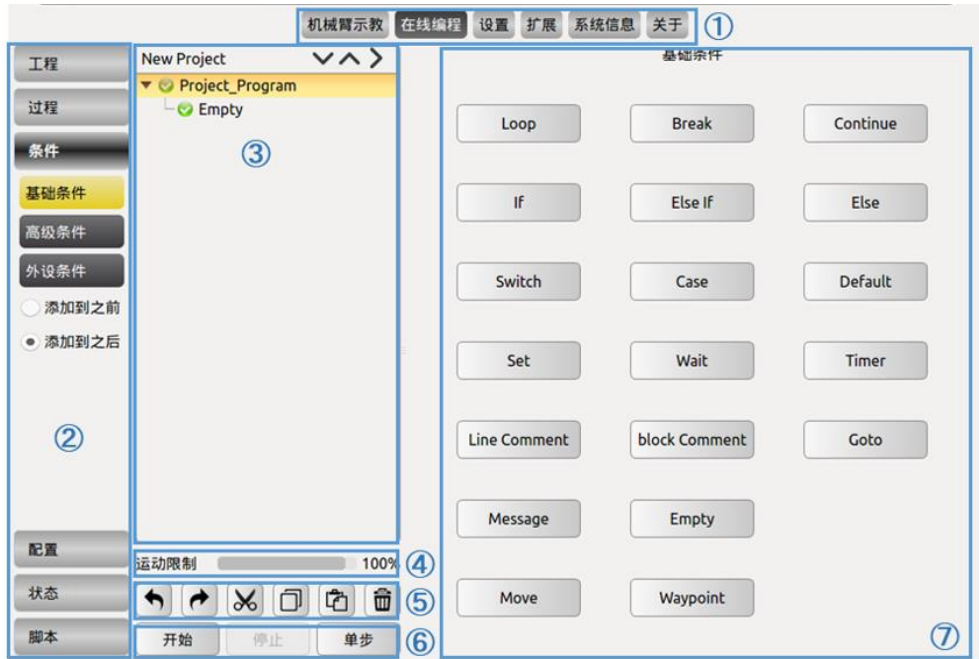 机械臂示教 在线编程 设置 扩展 系统信息 关于 ①
工程
过程
条件
基础条件
高级条件
外设条件
添加到之前
添加到之后
②
配置
状态
脚本
New Project
Project_Program
Empty
③
运动限制 100% ④
⑤
开始 停止 单步 ⑥
基础条件
Loop Break Continue
If Else If Else
Switch Case Default
Set Wait Timer
Line Comment block Comment Goto
Message Empty
Move Waypoint
⑦